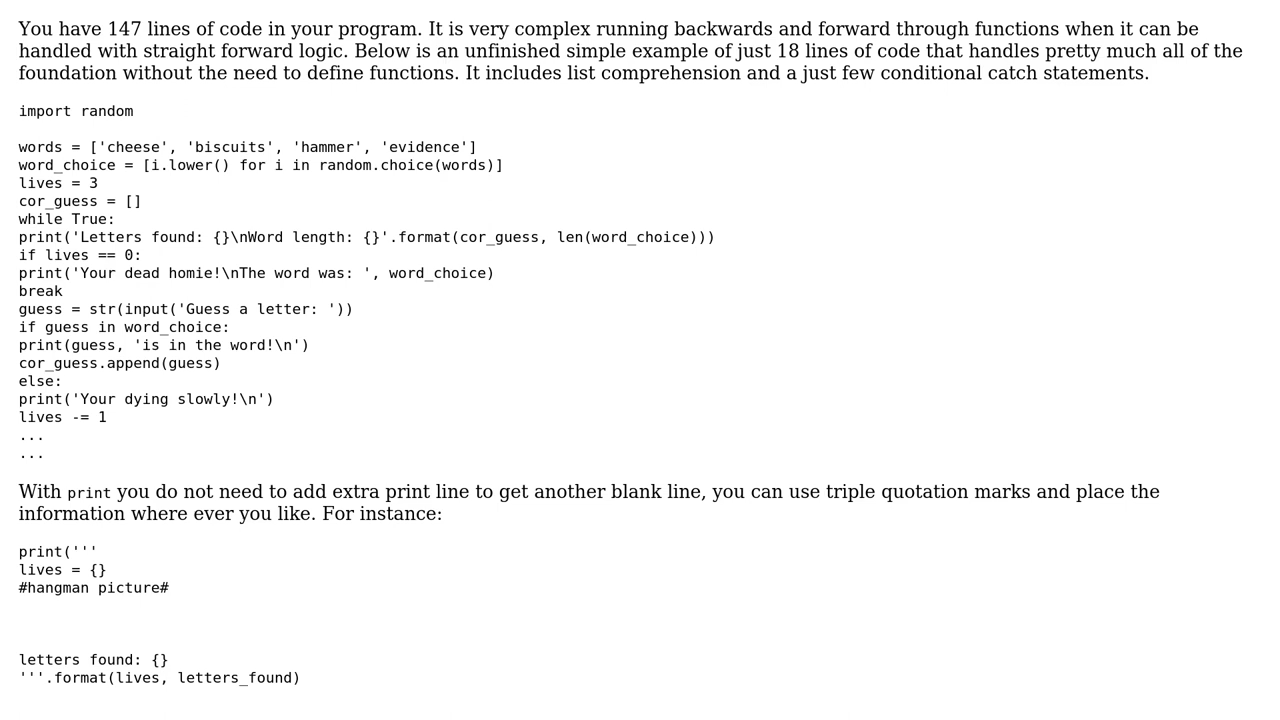 You have 147 lines of code in your program. It is very complex running backwards and forward through functions when it can be
handled with straight forward logic. Below is an unfinished simple example of just 18 lines of code that handles pretty much all of the
foundation without the need to define functions. It includes list comprehension and a just few conditional catch statements.
import random
words = ['cheese', 'biscuits', 'hammer', 'evidence']
word_choice = [i.lower() for i in random.choice(words)]
lives = 3
cor_guess = []
while True:
print('Letters found: {}\nWord length: {}'.format(cor_guess, len(word_choice)))
if lives == 0:
print('Your dead homie!\nThe word was: ', word_choice)
break
guess = str(input('Guess a letter: '))
if guess in word_choice:
print(guess, 'is in the word!\n')
cor_guess.append(guess)
else:
print('Your dying slowly!\n')
lives -= 1
...
...
With print you do not need to add extra print line to get another blank line, you can use triple quotation marks and place the
information where ever you like. For instance:
print('''
lives = {}
#hangman picture#
letters found: {}
'''.format(lives, letters_found)